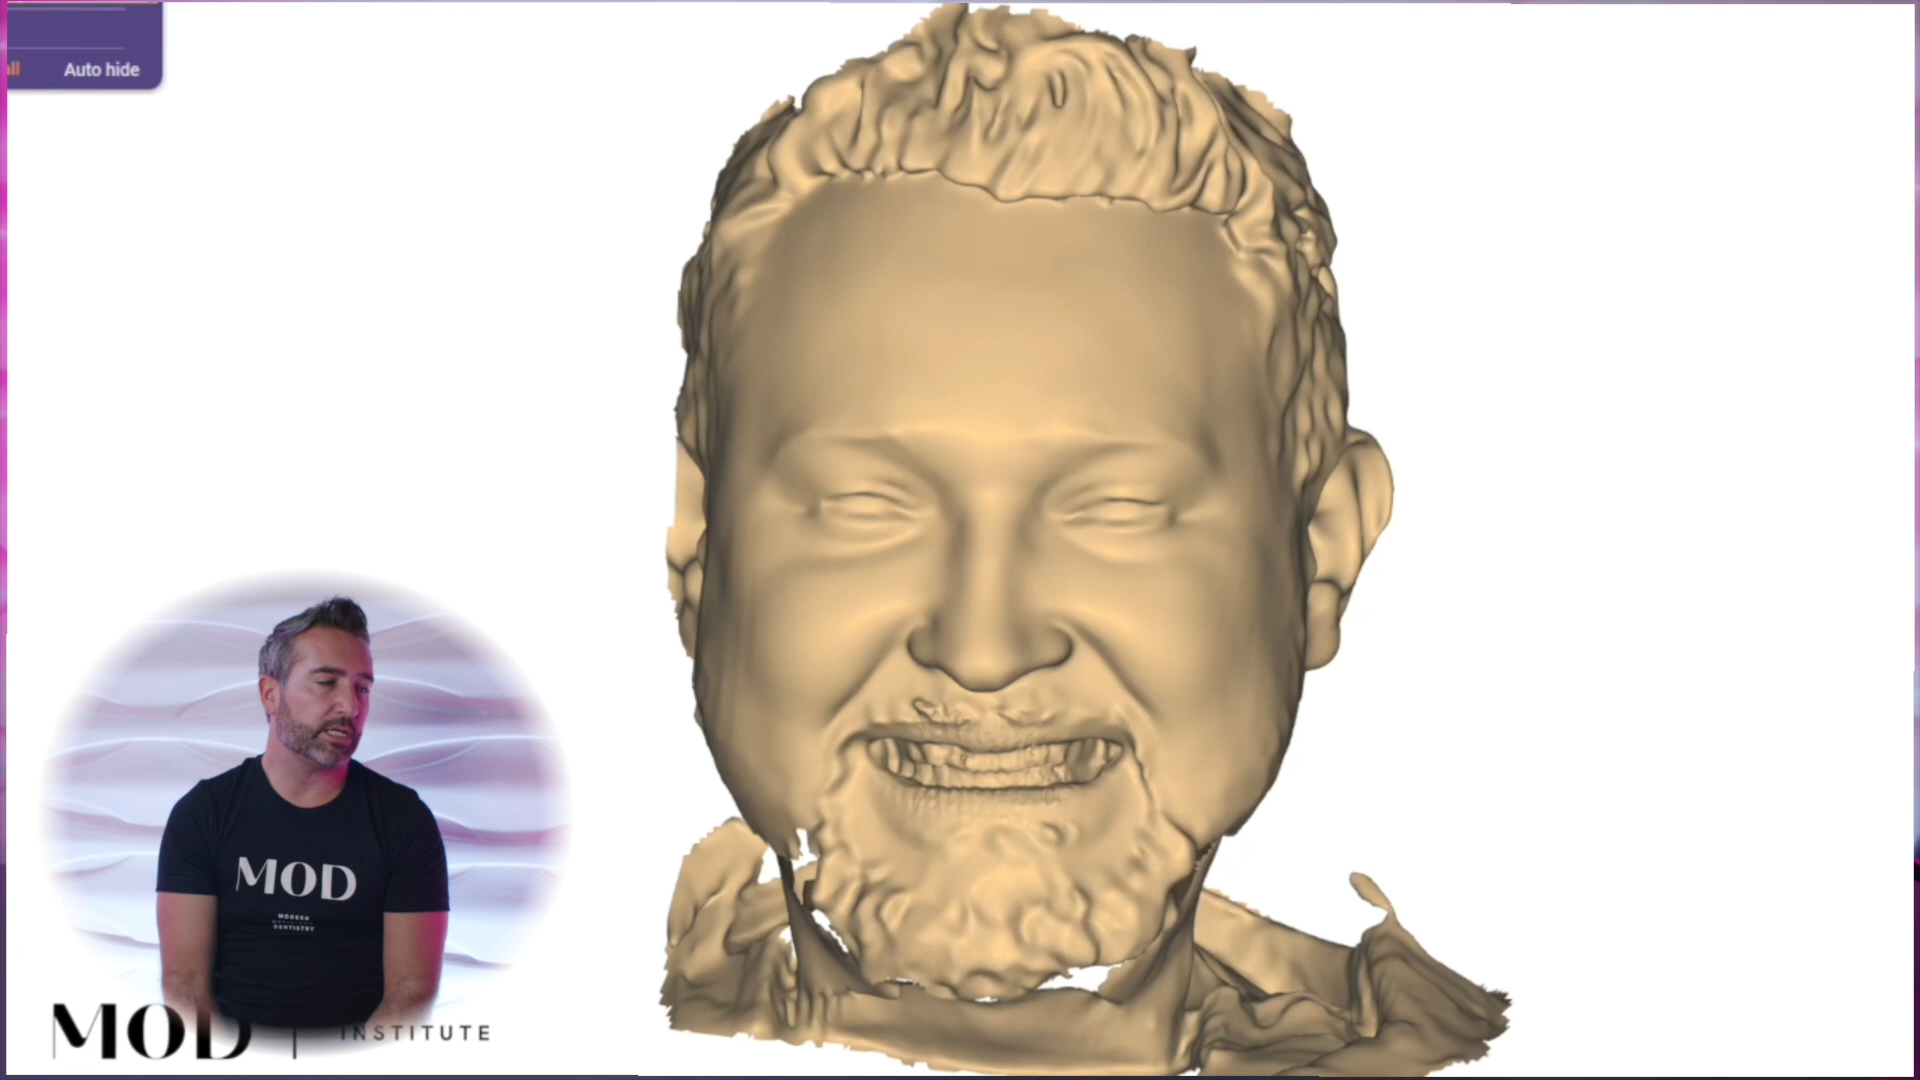 Auto hide
MOD
MODERN
DENTISTRY
MOD | INSTITUTE